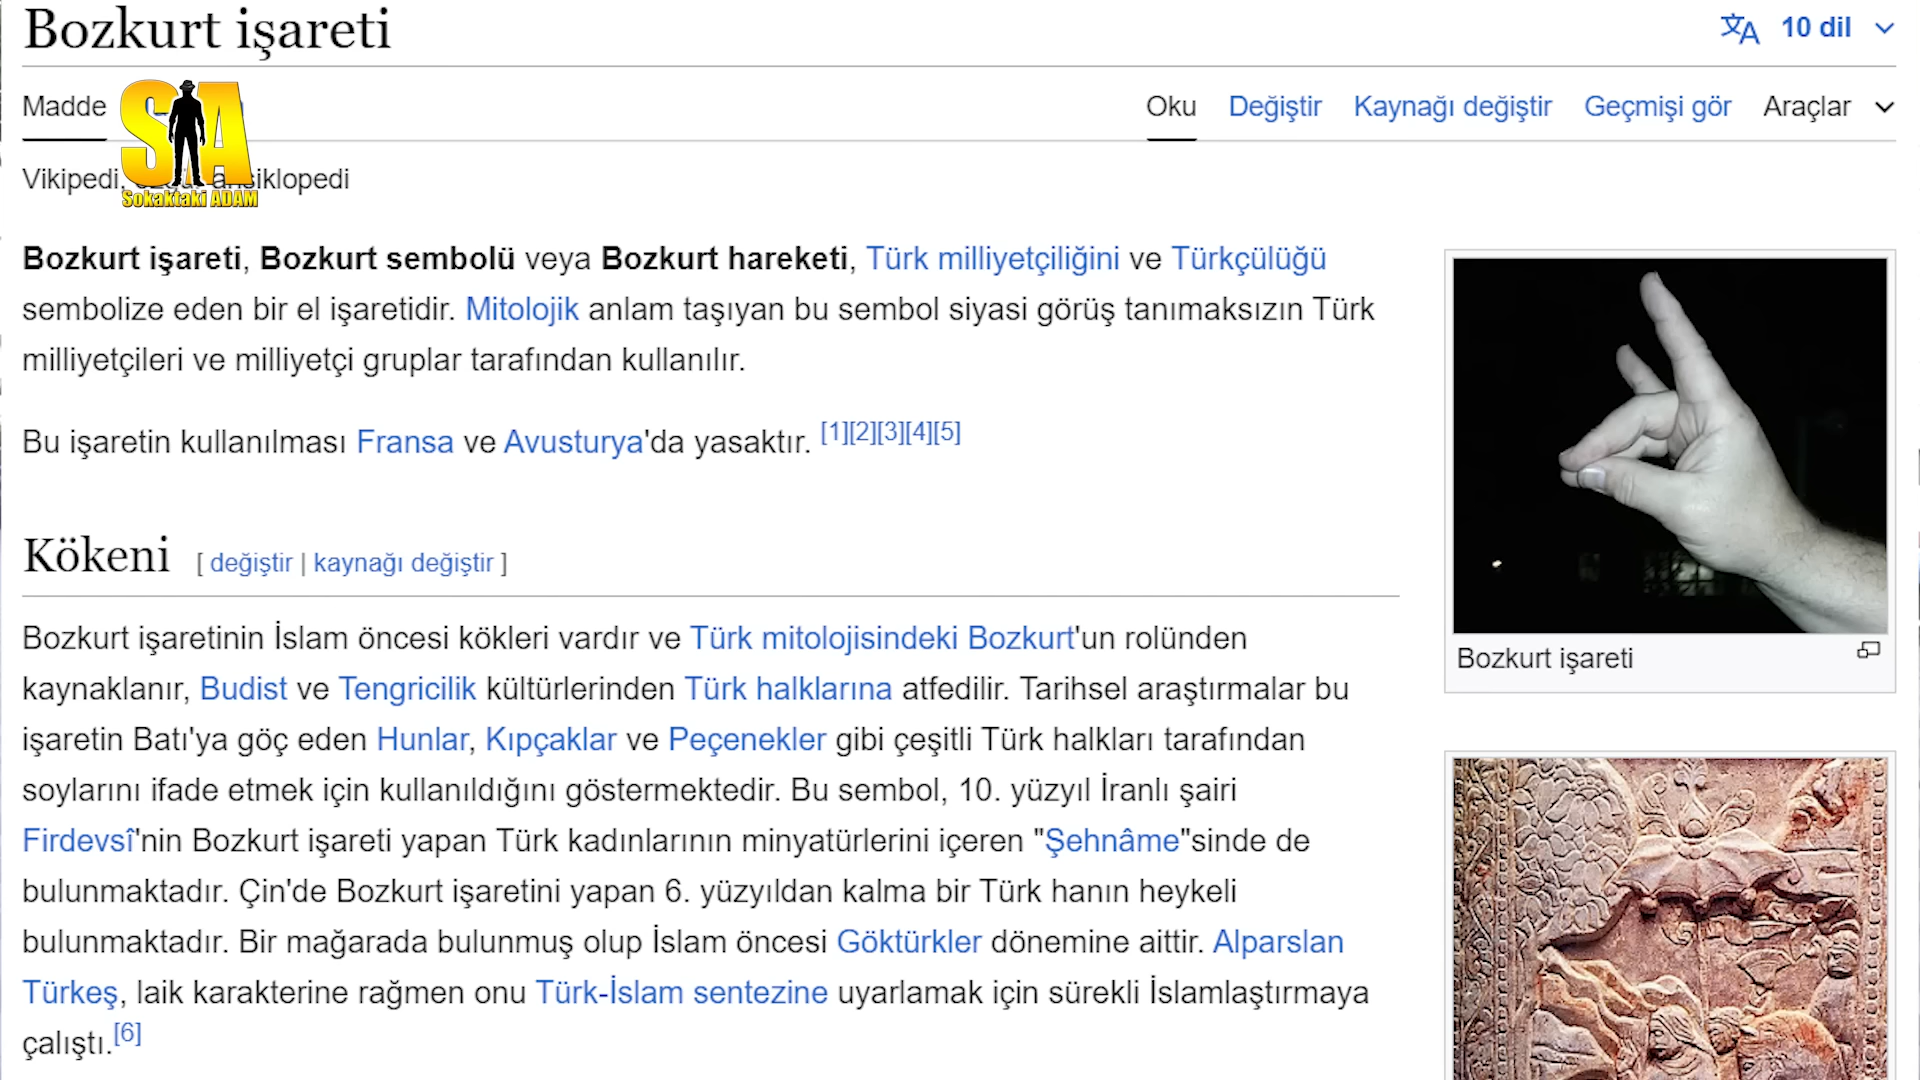 Bozkurt işareti
10 dil
Madde
Oku Değiştir Kaynağı değiştir Geçmişi gör Araçlar
SA
Sokaktaki ADAM
Vikipedi, ansiklopedi
Bozkurt işareti, Bozkurt sembolü veya Bozkurt hareketi, Türk milliyetçiliğini ve Türkçülüğü
sembolize eden bir el işaretidir. Mitolojik anlam taşıyan bu sembol siyasi görüş tanımaksızın Türk
milliyetçileri ve milliyetçi gruplar tarafından kullanılır.
Bu işaretin kullanılması Fransa ve Avusturya'da yasaktır. [1][2][3][4][5]
Kökeni [ değiştir | kaynağı değiştir ]
Bozkurt işaretinin İslam öncesi kökleri vardır ve Türk mitolojisindeki Bozkurt'un rolünden
kaynaklanır, Budist ve Tengricilik kültürlerinden Türk halklarına atfedilir. Tarihsel araştırmalar bu
işaretin Batı'ya göç eden Hunlar, Kıpçaklar ve Peçenekler gibi çeşitli Türk halkları tarafından
soylarını ifade etmek için kullanıldığını göstermektedir. Bu sembol, 10. yüzyıl İranlı şairi
Firdevsî'nin Bozkurt işareti yapan Türk kadınlarının minyatürlerini içeren "Şehnâme"sinde de
bulunmaktadır. Çin'de Bozkurt işaretini yapan 6. yüzyıldan kalma bir Türk hanın heykeli
bulunmaktadır. Bir mağarada bulunmuş olup İslam öncesi Göktürkler dönemine aittir. Alparslan
Türkeş, laik karakterine rağmen onu Türk-İslam sentezine uyarlamak için sürekli İslamlaştırmaya
çalıştı.[6]
Bozkurt işareti